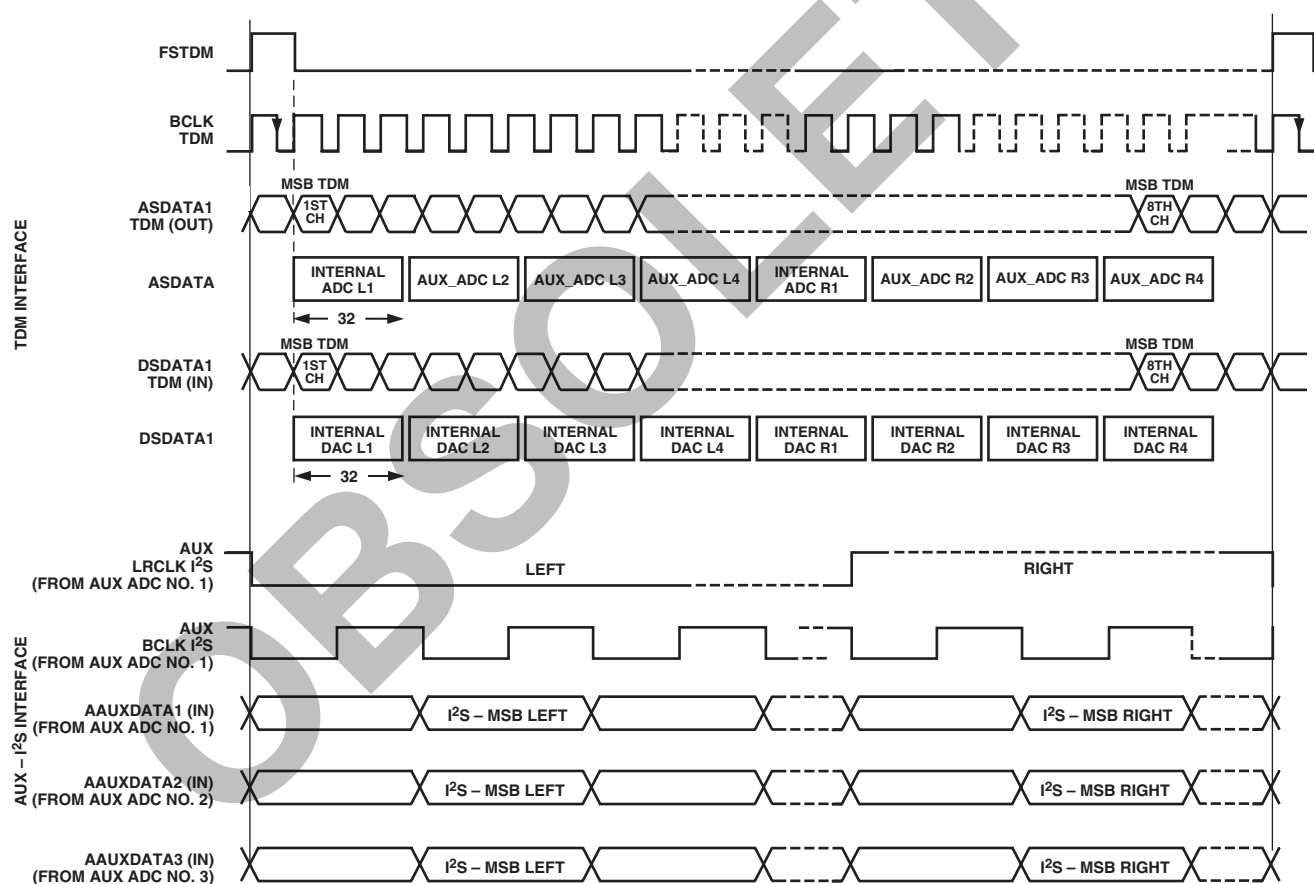 FSTDM
BCLK
TDM
MSB TDM
MSB TDM
ASDATA1
TDM (OUT)
1ST
CH
8TH
CH
ASDATA
INTERNAL
ADC L1
AUX_ADC L2
AUX_ADC L3
AUX_ADC L4
INTERNAL
ADC R1
AUX_ADC R2
AUX_ADC R3
AUX_ADC R4
32
TDM INTERFACE
MSB TDM
MSB TDM
DSDATA1
TDM (IN)
1ST
CH
8TH
CH
DSDATA1
INTERNAL
DAC L1
INTERNAL
DAC L2
INTERNAL
DAC L3
INTERNAL
DAC L4
INTERNAL
DAC R1
INTERNAL
DAC R2
INTERNAL
DAC R3
INTERNAL
DAC R4
32
AUX
LRCLK I²S
(FROM AUX ADC NO. 1)
LEFT
RIGHT
AUX
BCLK I²S
(FROM AUX ADC NO. 1)
AUX – I²S INTERFACE
AAUXDATA1 (IN)
(FROM AUX ADC NO. 1)
I²S – MSB LEFT
I²S – MSB RIGHT
AAUXDATA2 (IN)
(FROM AUX ADC NO. 2)
I²S – MSB LEFT
I²S – MSB RIGHT
AAUXDATA3 (IN)
(FROM AUX ADC NO. 3)
I²S – MSB LEFT
I²S – MSB RIGHT
OBSOLET